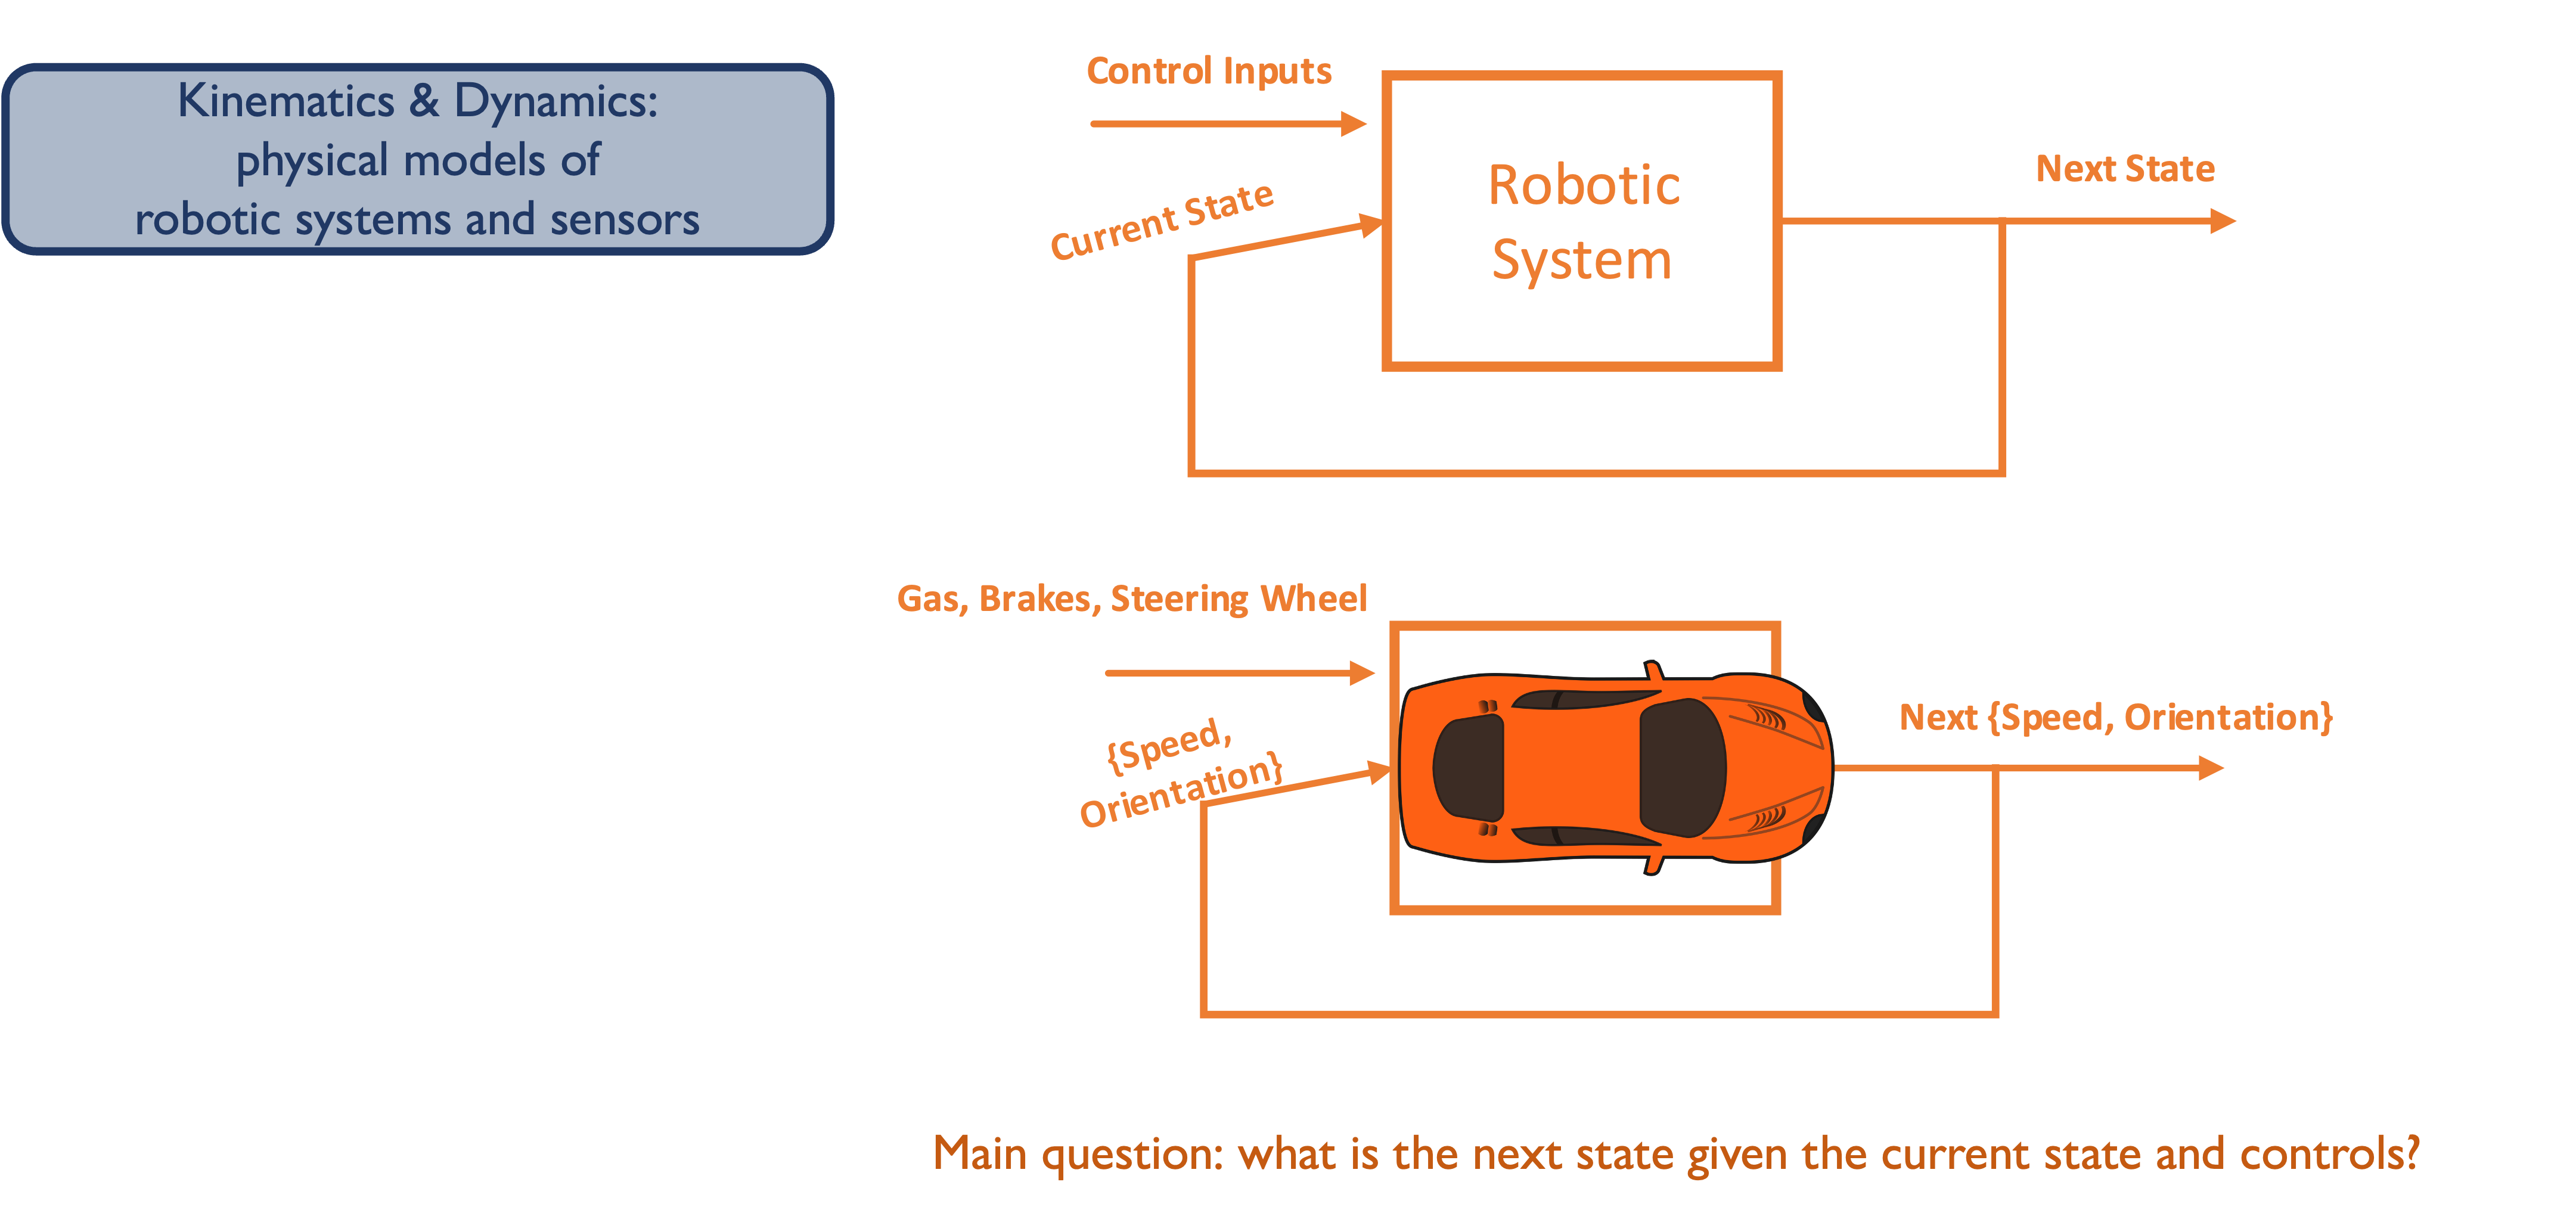 Kinematics & Dynamics:
physical models of
robotic systems and sensors
Control Inputs
Current State
Robotic
System
Next State
Gas, Brakes, Steering Wheel
{Speed,
Orientation}
Next {Speed, Orientation}
Main question: what is the next state given the current state and controls?